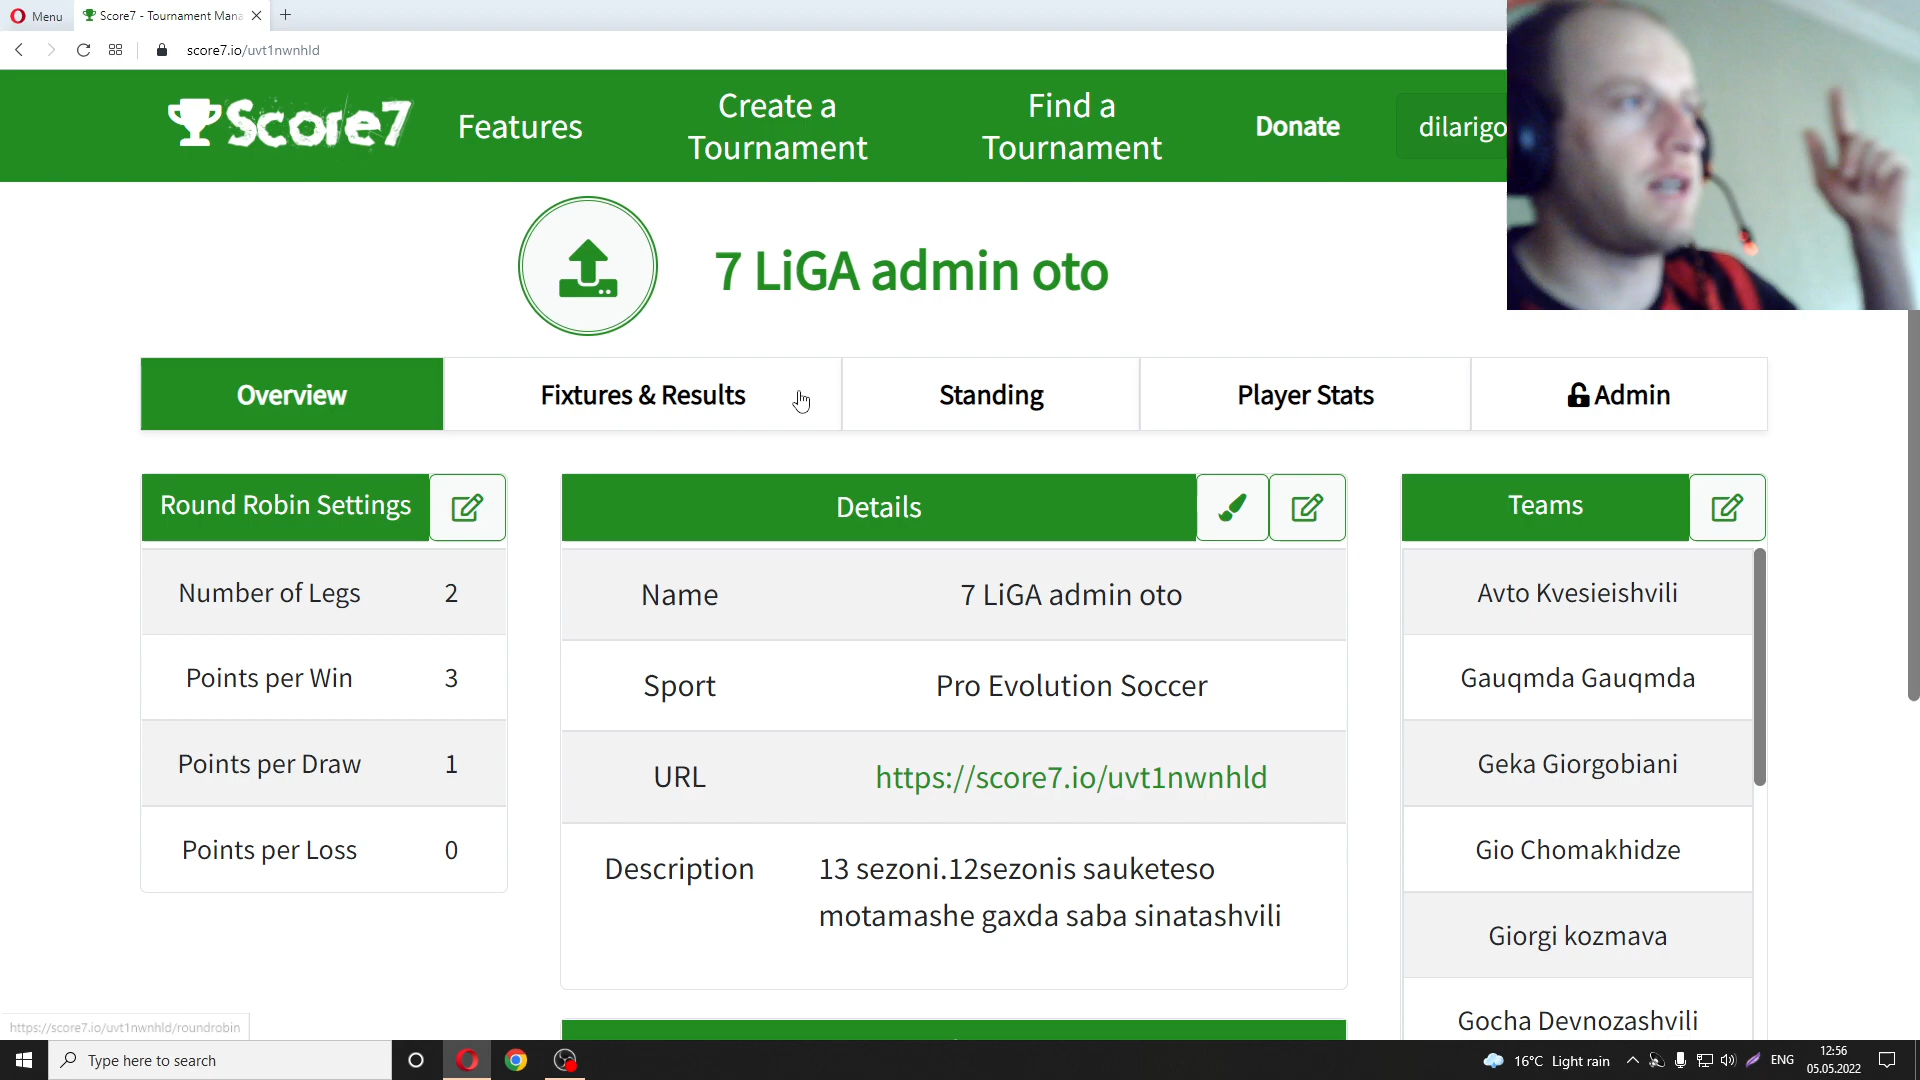 Menu
Score7 - Tournament Mana
score7.io/uvt1nwnhld
Score7
Features
Create a
Tournament
Find a
Tournament
Donate
dilarigo
7 LiGA admin oto
Overview
Fixtures & Results
Standing
Player Stats
Admin
Round Robin Settings
Number of Legs 2
Points per Win 3
Points per Draw 1
Points per Loss 0
Details
Name 7 LiGA admin oto
Sport Pro Evolution Soccer
URL https://score7.io/uvt1nwnhld
Description 13 sezoni.12sezonis sauketeso
motamashe gaxda saba sinatashvili
Teams
Avto Kvesieishvili
Gauqmda Gauqmda
Geka Giorgobiani
Gio Chomakhidze
Giorgi kozmava
Gocha Devnozashvili
https://score7.io/uvt1nwnhld/roundrobin
Type here to search
16°C Light rain
ENG
12:56
05.05.2022